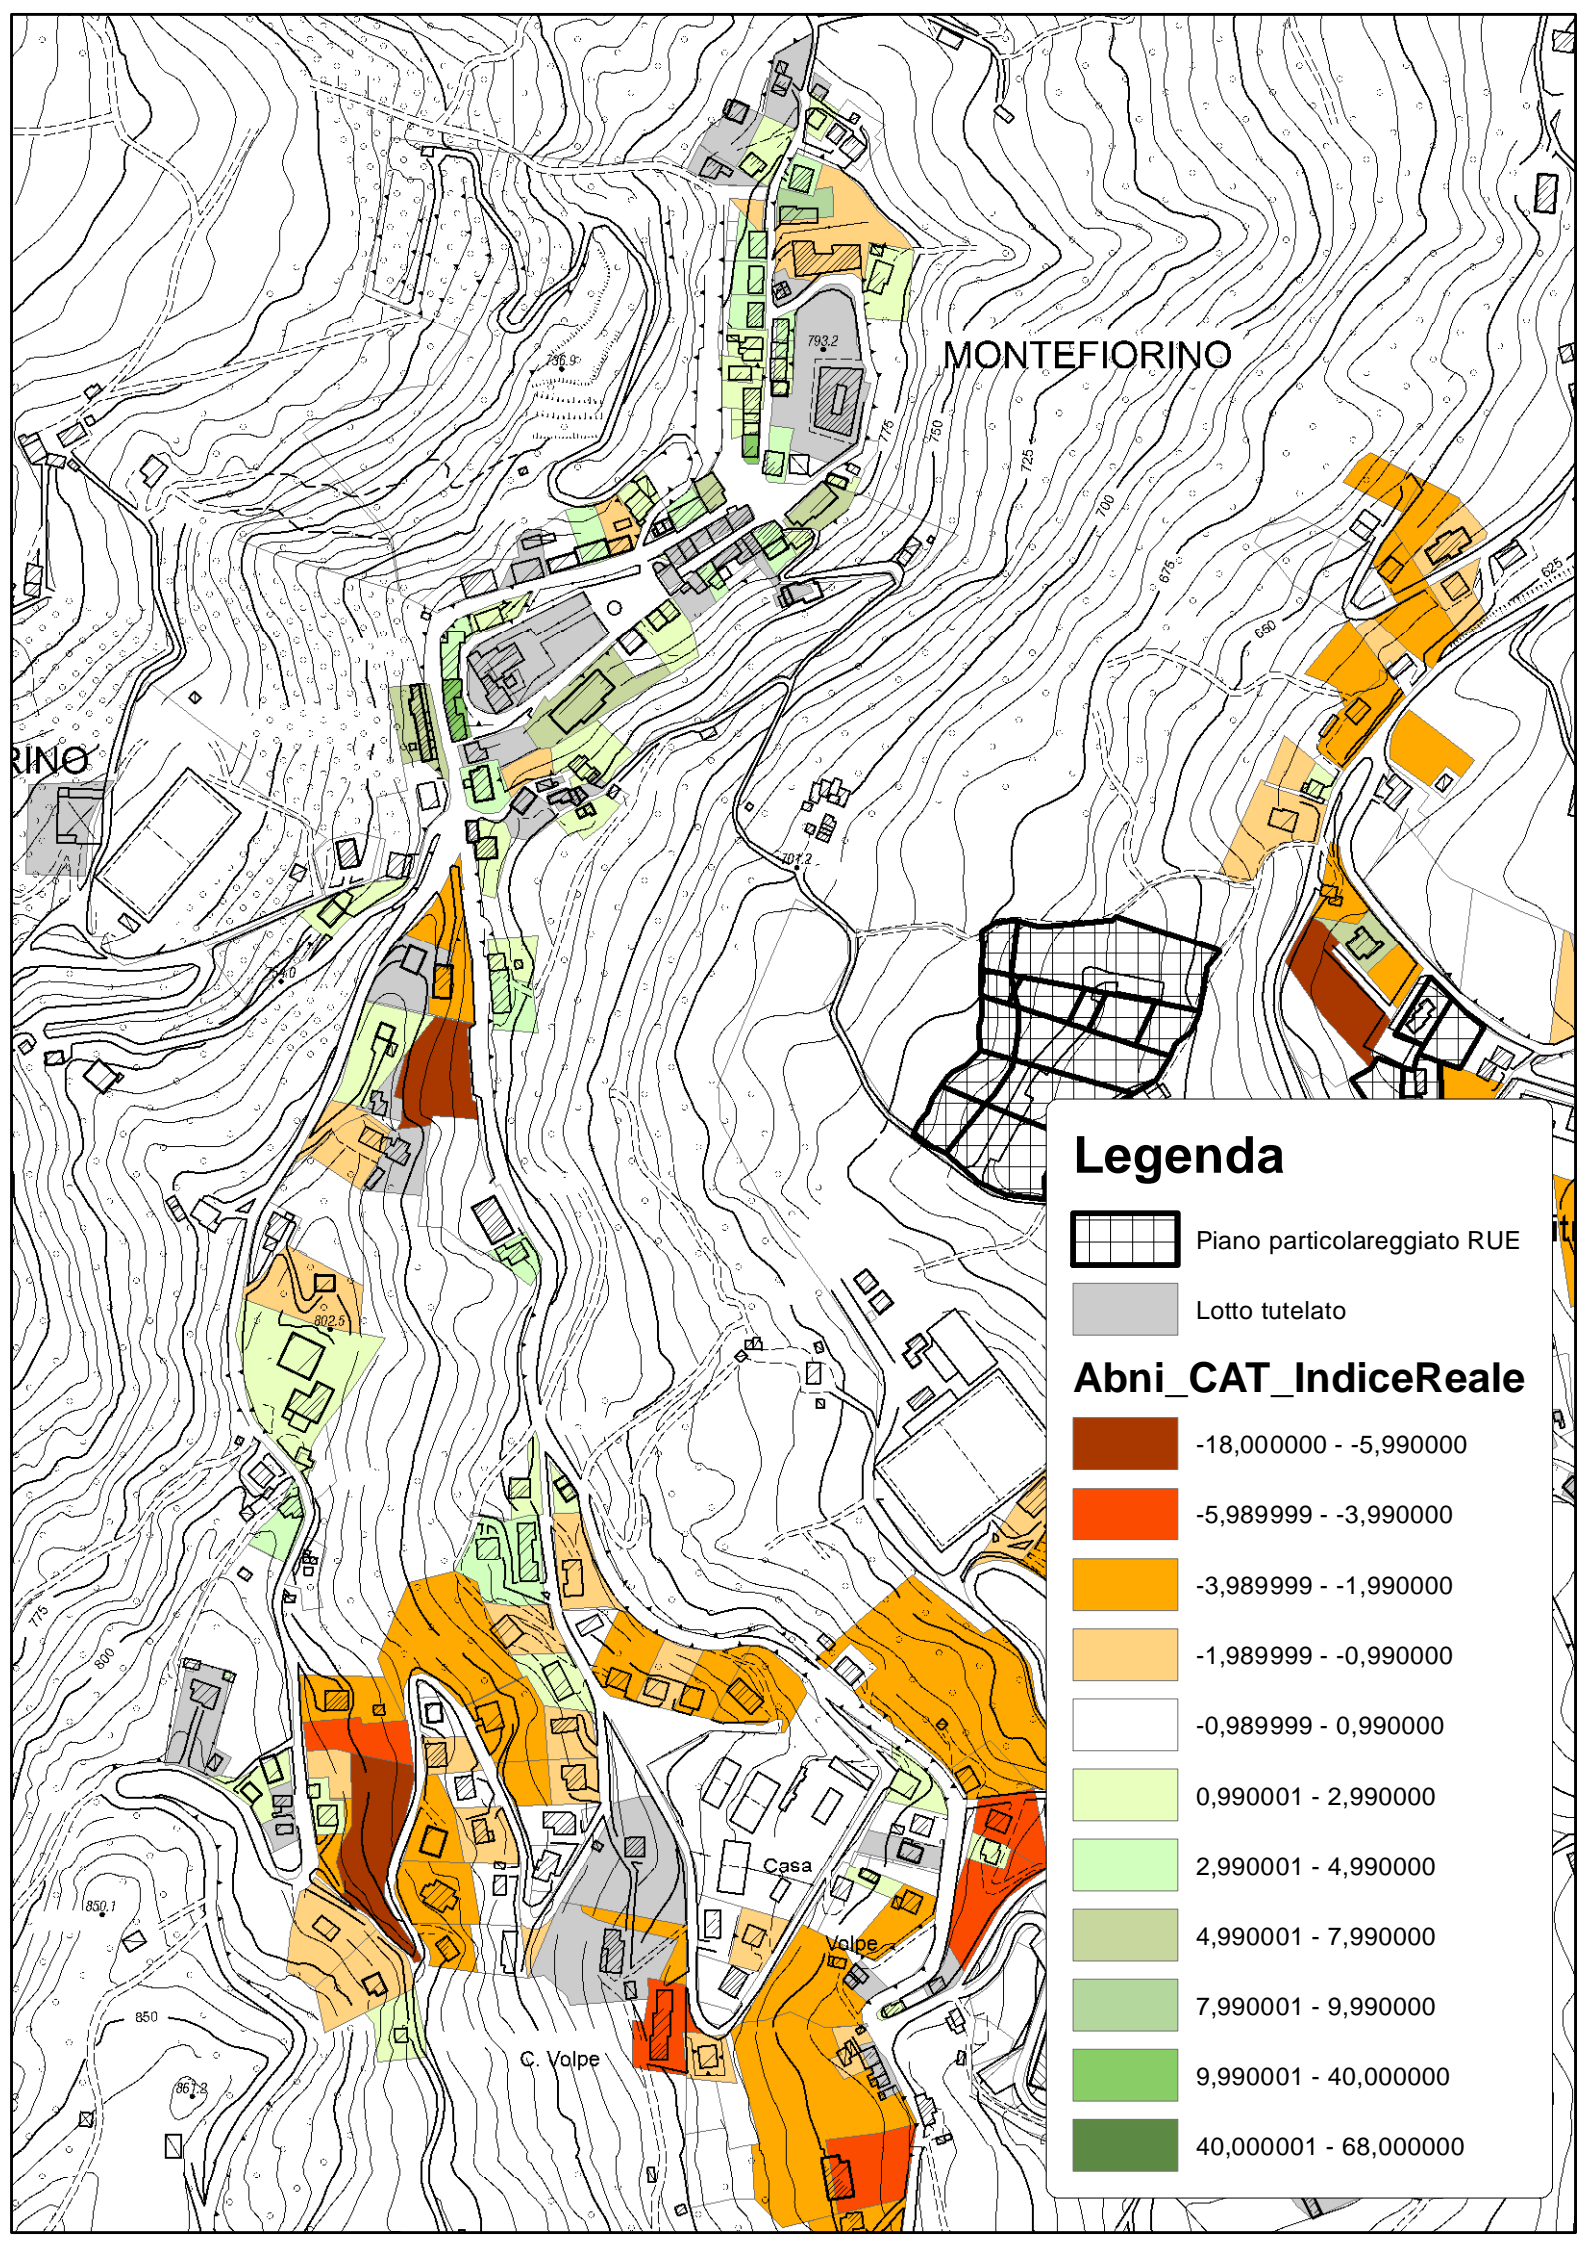 793.2
736.9
MONTEFIORINO
775
750
725
700
675
650
625
RINO
701.2
764.0
Legenda
Piano particolareggiato RUE
Lotto tutelato
802.5
Abni_CAT_IndiceReale
-18,000000 - -5,990000
-5,989999 - -3,990000
-3,989999 - -1,990000
-1,989999 - -0,990000
-0,989999 - 0,990000
0,990001 - 2,990000
2,990001 - 4,990000
4,990001 - 7,990000
7,990001 - 9,990000
9,990001 - 40,000000
40,000001 - 68,000000
775
800
Casa
850.1
Volpe
850
C. Volpe
861.2